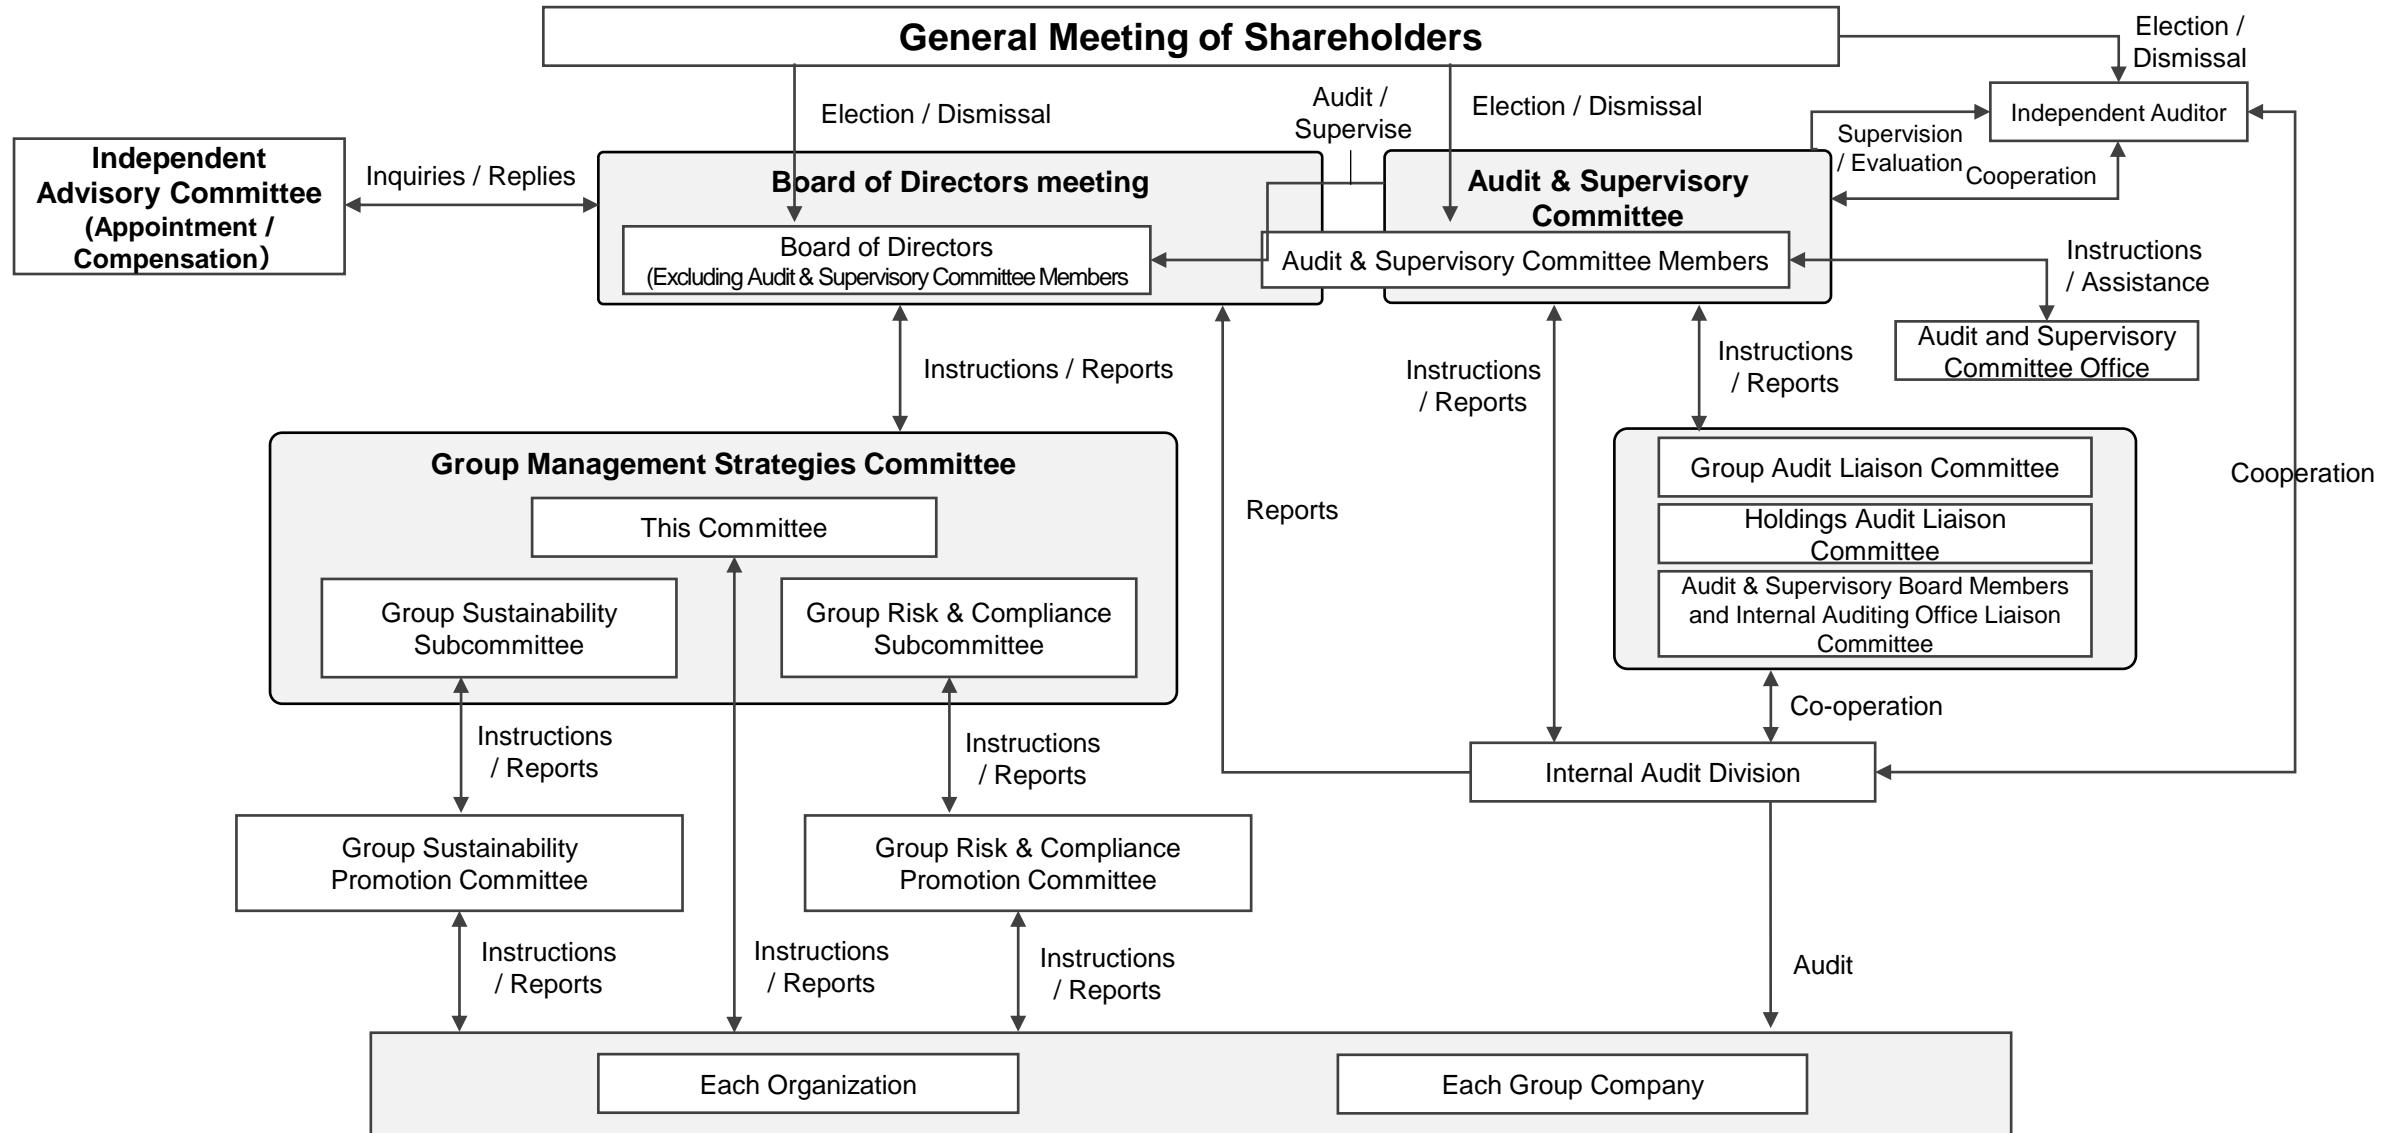 General Meeting of Shareholders
Election /
Dismissal
Independent Auditor
Election / Dismissal
Audit /
Supervise
Election / Dismissal
Supervision
/ Evaluation
Cooperation
Independent
Advisory Committee
(Appointment /
Compensation）
Inquiries / Replies
Board of Directors meeting
Board of Directors
(Excluding Audit & Supervisory Committee Members
Audit & Supervisory
Committee
Audit & Supervisory Committee Members
Instructions
/ Assistance
Audit and Supervisory
Committee Office
Instructions / Reports
Instructions
/ Reports
Instructions
/ Reports
Cooperation
Group Management Strategies Committee
This Committee
Group Sustainability
Subcommittee
Group Risk & Compliance
Subcommittee
Reports
Group Audit Liaison Committee
Holdings Audit Liaison
Committee
Audit & Supervisory Board Members
and Internal Auditing Office Liaison
Committee
Co-operation
Internal Audit Division
Instructions
/ Reports
Instructions
/ Reports
Group Sustainability
Promotion Committee
Group Risk & Compliance
Promotion Committee
Instructions
/ Reports
Instructions
/ Reports
Instructions
/ Reports
Audit
Each Organization
Each Group Company